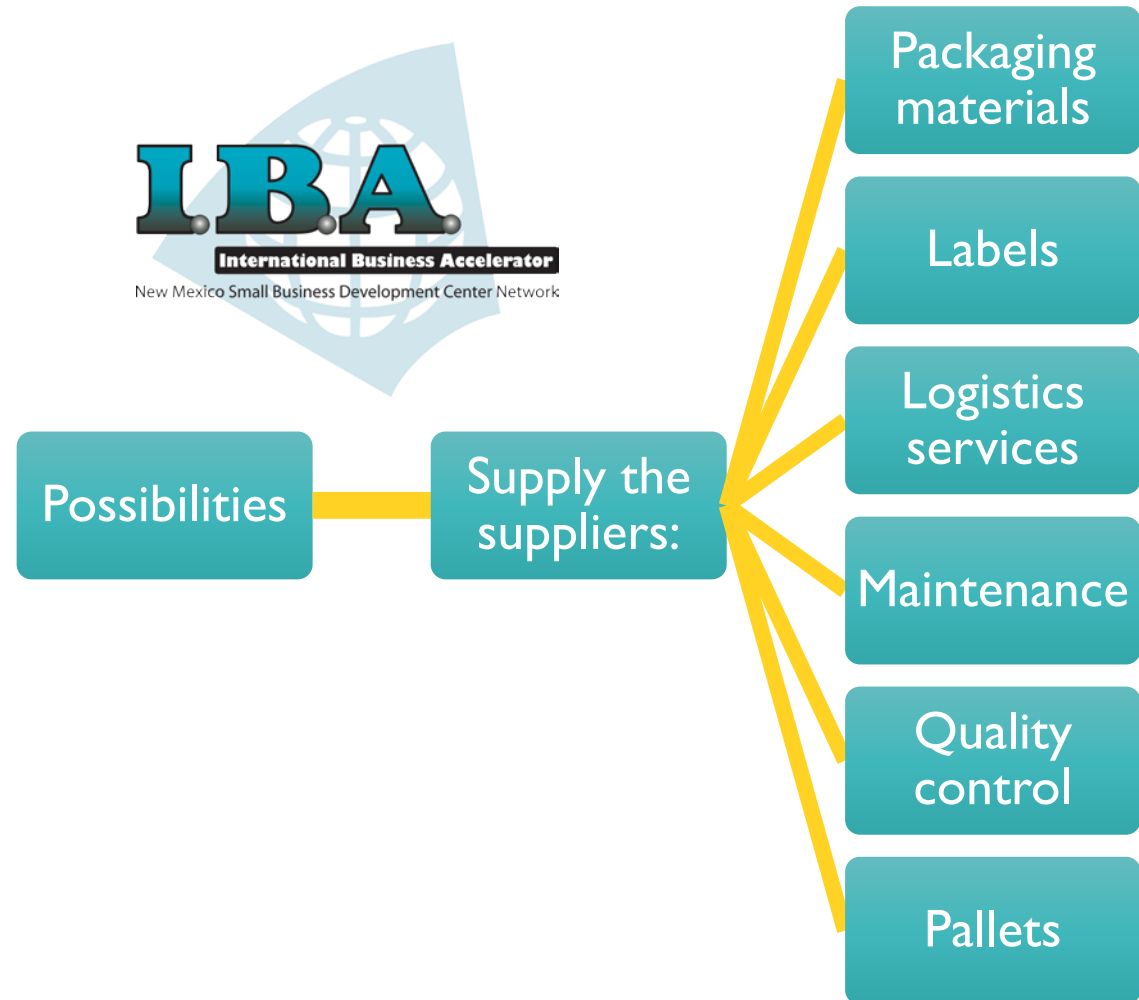 I.B.A.
International Business Accelerator
New Mexico Small Business Development Center Network
Possibilities
Supply the
suppliers:
Packaging
materials
Labels
Logistics
services
Maintenance
Quality
control
Pallets